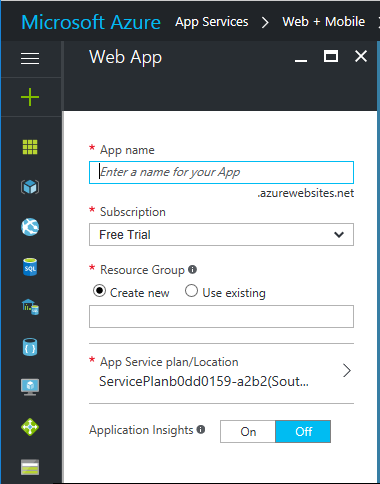 Microsoft Azure App Services > Web + Mobile >
Web App
* App name
Enter a name for your App
.azurewebsites.net
* Subscription
Free Trial
* Resource Group
Create new Use existing
* App Service plan/Location
ServicePlanb0dd0159-a2b2(Sout...
Application Insights On Off
SQL